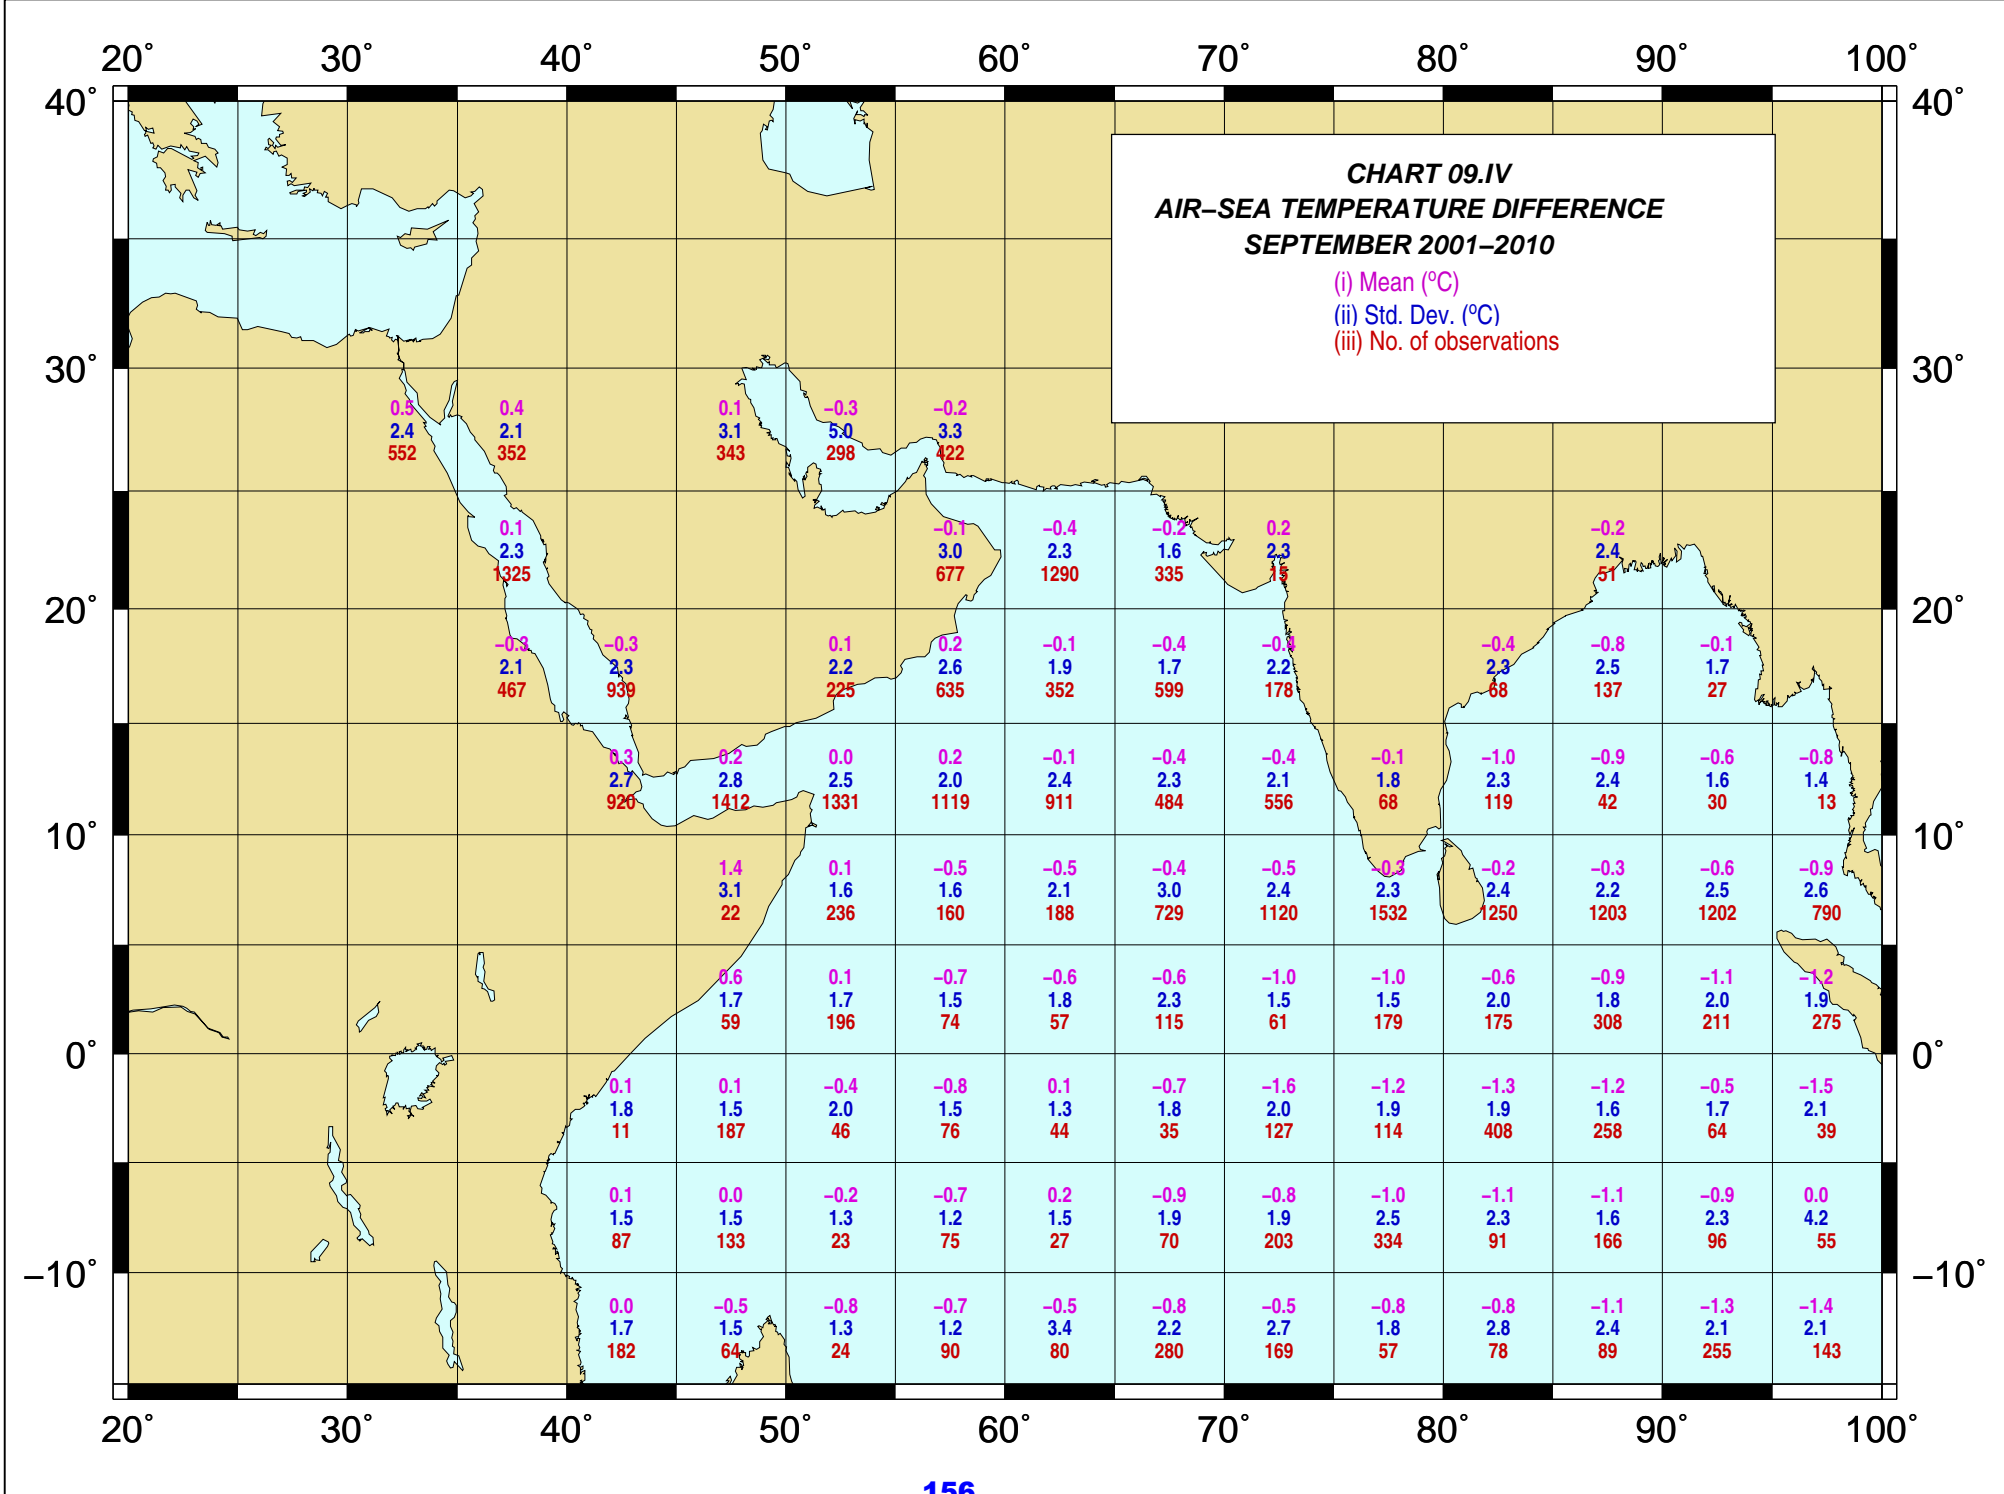 20° 30° 40° 50° 60° 70° 80° 90° 100°
40° 40°
CHART 09.IV
AIR–SEA TEMPERATURE DIFFERENCE
SEPTEMBER 2001–2010
(i) Mean (°C)
(ii) Std. Dev. (°C)
(iii) No. of observations
30° 30°
0.5 0.4 0.1 –0.3 –0.2
2.4 2.1 3.1 5.0 3.3
552 352 343 298 422
0.1 –0.1 –0.4 –0.2 0.2 –0.2
2.3 3.0 2.3 1.6 2.3 2.4
1325 677 1290 335 15 51
20° 20°
–0.3 –0.3 0.1 0.2 –0.1 –0.4 –0.4 –0.4 –0.8 –0.1
2.1 2.3 2.2 2.6 1.9 1.7 2.2 2.3 2.5 1.7
467 939 225 635 352 599 178 68 137 27
0.3 0.2 0.0 0.2 –0.1 –0.4 –0.4 –0.1 –1.0 –0.9 –0.6 –0.8
2.7 2.8 2.5 2.0 2.4 2.3 2.1 1.8 2.3 2.4 1.6 1.4
920 1412 1331 1119 911 484 556 68 119 42 30 13
10° 10°
1.4 0.1 –0.5 –0.5 –0.4 –0.5 –0.3 –0.2 –0.3 –0.6 –0.9
3.1 1.6 1.6 2.1 3.0 2.4 2.3 2.4 2.2 2.5 2.6
22 236 160 188 729 1120 1532 1250 1203 1202 790
0.6 0.1 –0.7 –0.6 –0.6 –1.0 –1.0 –0.6 –0.9 –1.1 –1.2
1.7 1.7 1.5 1.8 2.3 1.5 1.5 2.0 1.8 2.0 1.9
59 196 74 57 115 61 179 175 308 211 275
0° 0°
0.1 0.1 –0.4 –0.8 0.1 –0.7 –1.6 –1.2 –1.3 –1.2 –0.5 –1.5
1.8 1.5 2.0 1.5 1.3 1.8 2.0 1.9 1.9 1.6 1.7 2.1
11 187 46 76 44 35 127 114 408 258 64 39
0.1 0.0 –0.2 –0.7 0.2 –0.9 –0.8 –1.0 –1.1 –1.1 –0.9 0.0
1.5 1.5 1.3 1.2 1.5 1.9 1.9 2.5 2.3 1.6 2.3 4.2
87 133 23 75 27 70 203 334 91 166 96 55
–10° –10°
0.0 –0.5 –0.8 –0.7 –0.5 –0.8 –0.5 –0.8 –0.8 –1.1 –1.3 –1.4
1.7 1.5 1.3 1.2 3.4 2.2 2.7 1.8 2.8 2.4 2.1 2.1
182 64 24 90 80 280 169 57 78 89 255 143
20° 30° 40° 50° 60° 70° 80° 90° 100°
156